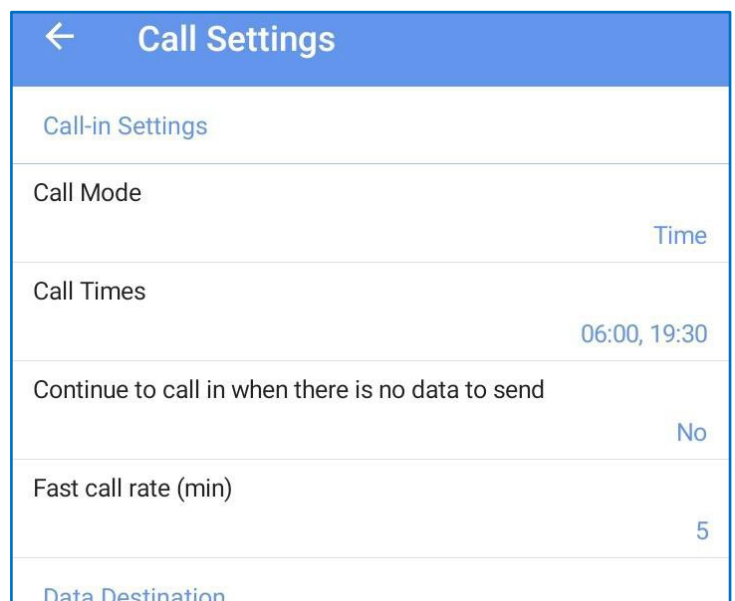 Call Settings
Call-in Settings
Call Mode
Time
Call Times
06:00, 19:30
Continue to call in when there is no data to send
No
Fast call rate (min)
5
Data Destination